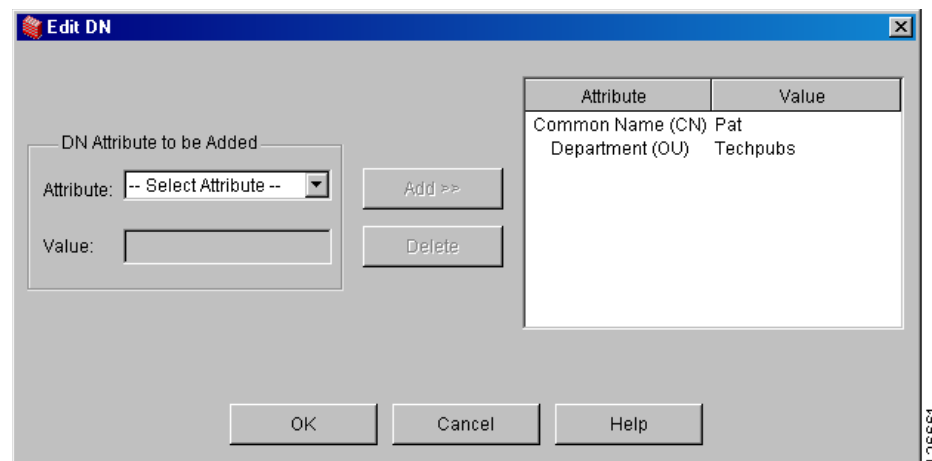 Edit DN
DN Attribute to be Added
Attribute: -- Select Attribute --
Value:
Add >>
Delete
Attribute Value
Common Name (CN) Pat
Department (OU) Techpubs
OK Cancel Help